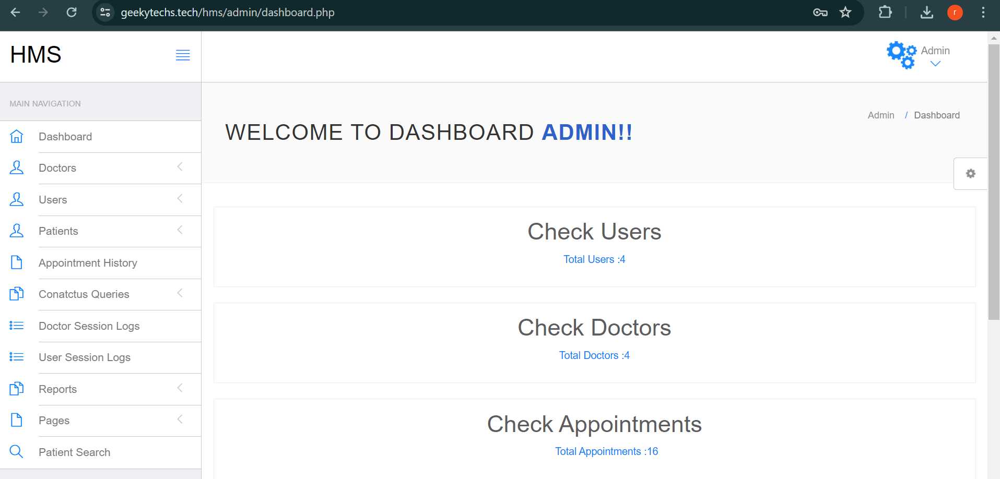 geekytechs.tech/hms/admin/dashboard.php
r
HMS
Admin
MAIN NAVIGATION
Admin / Dashboard
WELCOME TO DASHBOARD ADMIN!!
Dashboard
Doctors
Users
Patients
Appointment History
Conatctus Queries
Doctor Session Logs
User Session Logs
Reports
Pages
Patient Search
Check Users
Total Users :4
Check Doctors
Total Doctors :4
Check Appointments
Total Appointments :16